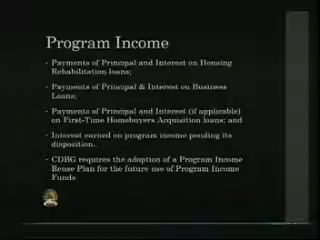 Program Income
- Payments of Principal and Interest on Housing
Rehabilitation loans;
- Payments of Principal & Interest on Business
Loans;
- Payments of Principal and Interest (if applicable)
on First-Time Homebuyers Acquisition loans; and
- Interest earned on program income pending its
disposition..
- CDBG requires the adoption of a Program Income
Reuse Plan for the future use of Program Income
Funds